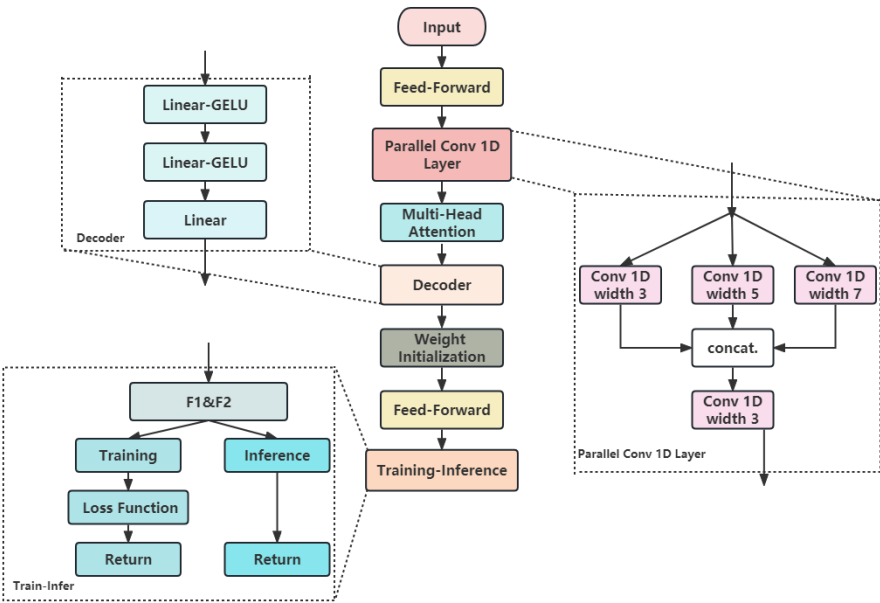 Input
Feed-Forward
Parallel Conv 1D
Layer
Multi-Head
Attention
Decoder
Weight
Initialization
Feed-Forward
Training-Inference
Linear-GELU
Linear-GELU
Linear
Decoder
F1&F2
Training
Inference
Loss Function
Return
Return
Train-Infer
Conv 1D
width 3
Conv 1D
width 5
Conv 1D
width 7
concat.
Conv 1D
width 3
Parallel Conv 1D Layer